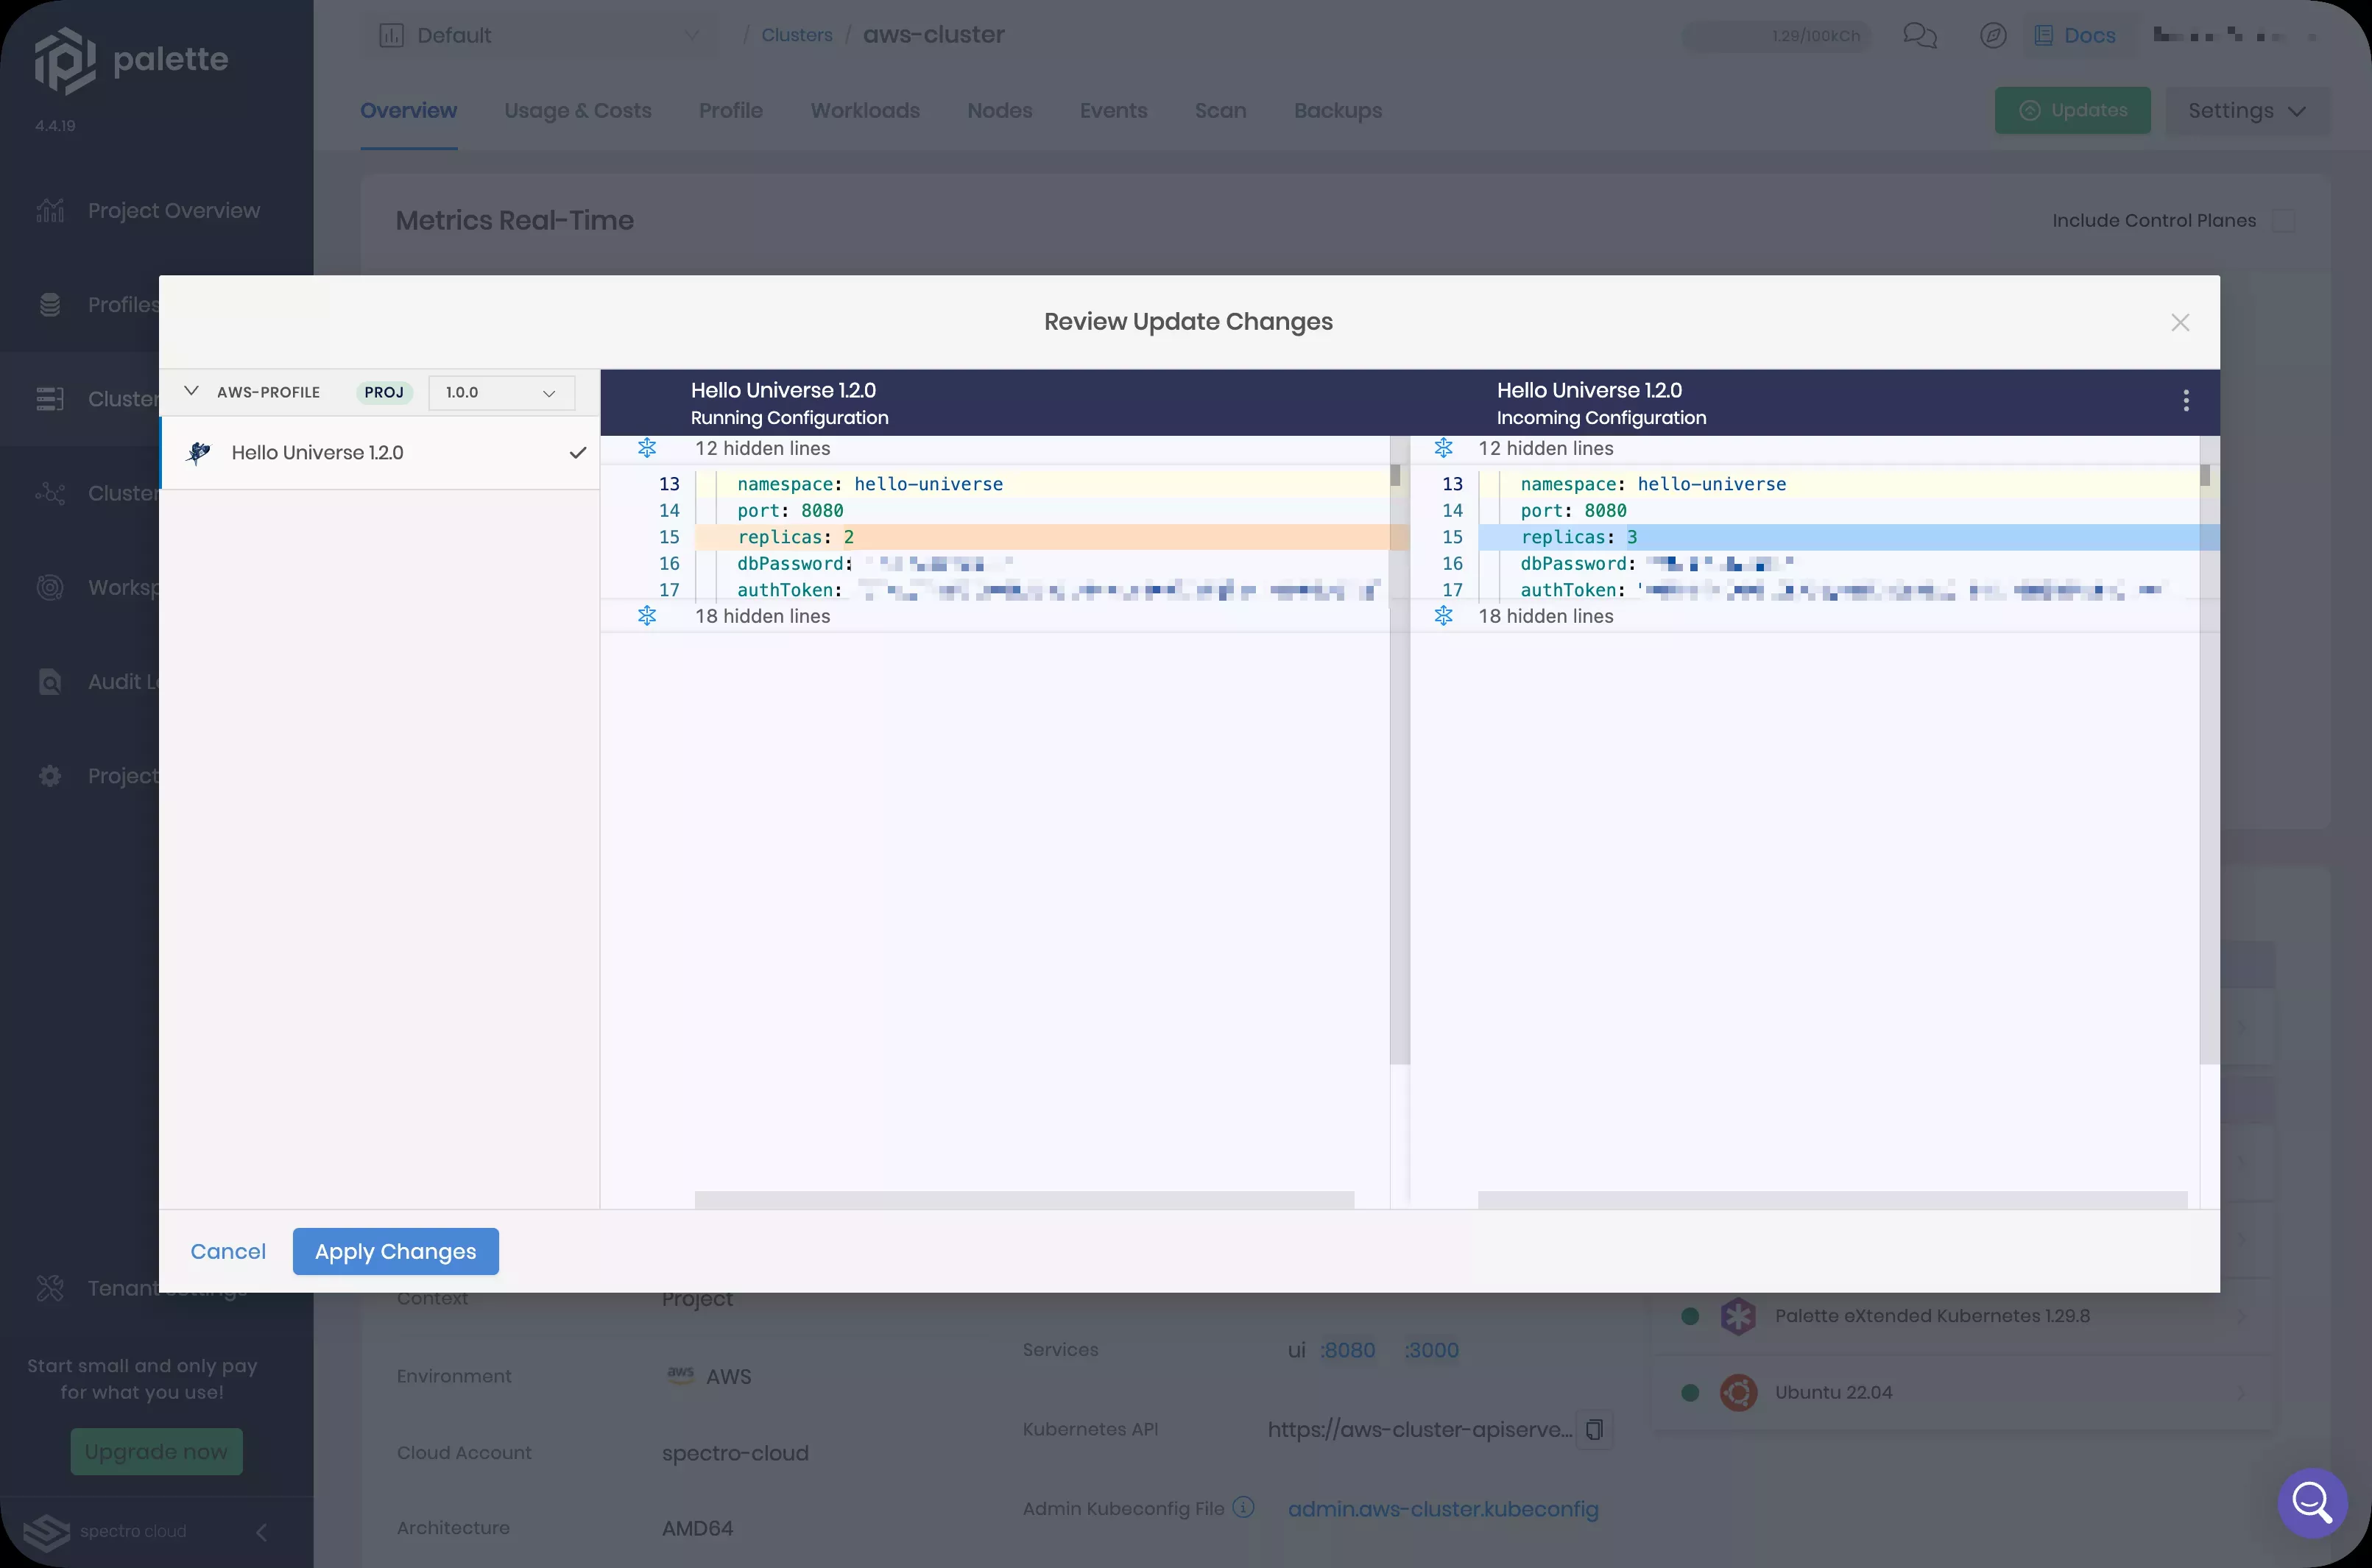 palette
4.4.19
Project Overview
Profiles
Cluster
Cluster
Worksp
Audit L
Project
Tenant Settings
Start small and only pay
for what you use!
Upgrade now
spectro cloud
Default
/ Clusters / aws-cluster
1.29/100kCh
Docs
Overview
Usage & Costs
Profile
Workloads
Nodes
Events
Scan
Backups
Updates
Settings
Metrics Real-Time
Include Control Planes
Review Update Changes
AWS-PROFILE
PROJ
1.0.0
Hello Universe 1.2.0
Hello Universe 1.2.0
Running Configuration
12 hidden lines
13 namespace: hello-universe
14 port: 8080
15 replicas: 2
16 dbPassword:
17 authToken:
18 hidden lines
Hello Universe 1.2.0
Incoming Configuration
12 hidden lines
13 namespace: hello-universe
14 port: 8080
15 replicas: 3
16 dbPassword:
17 authToken: '
18 hidden lines
Cancel
Apply Changes
Context
Project
Environment
aws AWS
Cloud Account
spectro-cloud
Architecture
AMD64
Services
ui :8080 :3000
Kubernetes API
https://aws-cluster-apiserve...
Admin Kubeconfig File
admin.aws-cluster.kubeconfig
Palette eXtended Kubernetes 1.29.8
Ubuntu 22.04